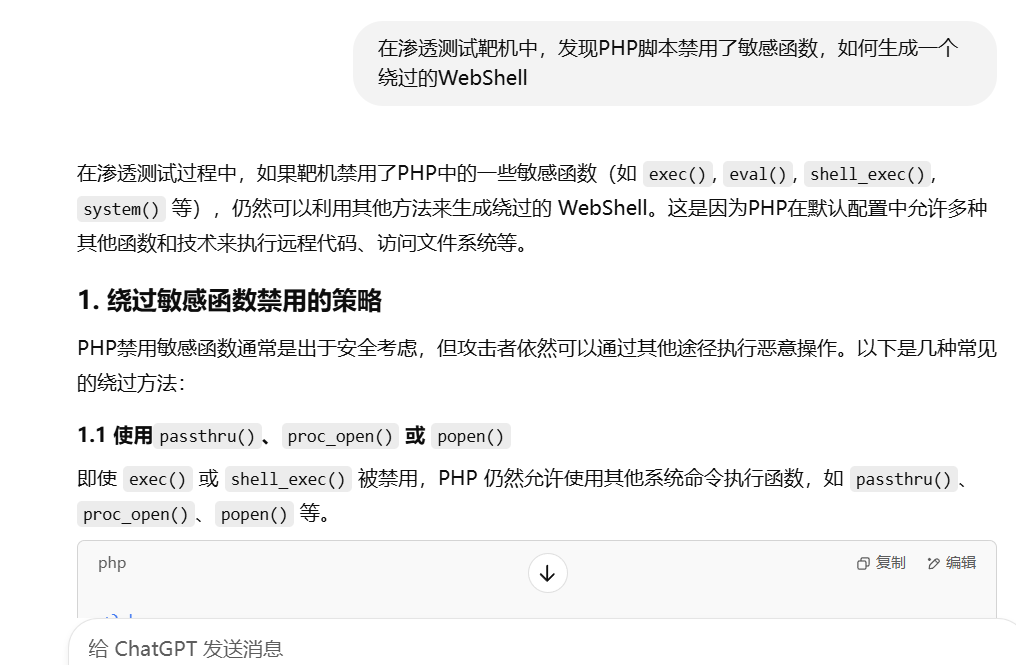 在渗透测试靶机中，发现PHP脚本禁用了敏感函数，如何生成一个
绕过的WebShell
在渗透测试过程中，如果靶机禁用了PHP中的一些敏感函数（如 exec(), eval(), shell_exec(),
system() 等），仍然可以利用其他方法来生成绕过的 WebShell。这是因为PHP在默认配置中允许多种
其他函数和技术来执行远程代码、访问文件系统等。
1. 绕过敏感函数禁用的策略
PHP禁用敏感函数通常是出于安全考虑，但攻击者依然可以通过其他途径执行恶意操作。以下是几种常见
的绕过方法：
1.1 使用 passthru()、 proc_open() 或 popen()
即使 exec() 或 shell_exec() 被禁用，PHP 仍然允许使用其他系统命令执行函数，如 passthru()、
proc_open()、 popen() 等。
php 复制 编辑
给 ChatGPT 发送消息